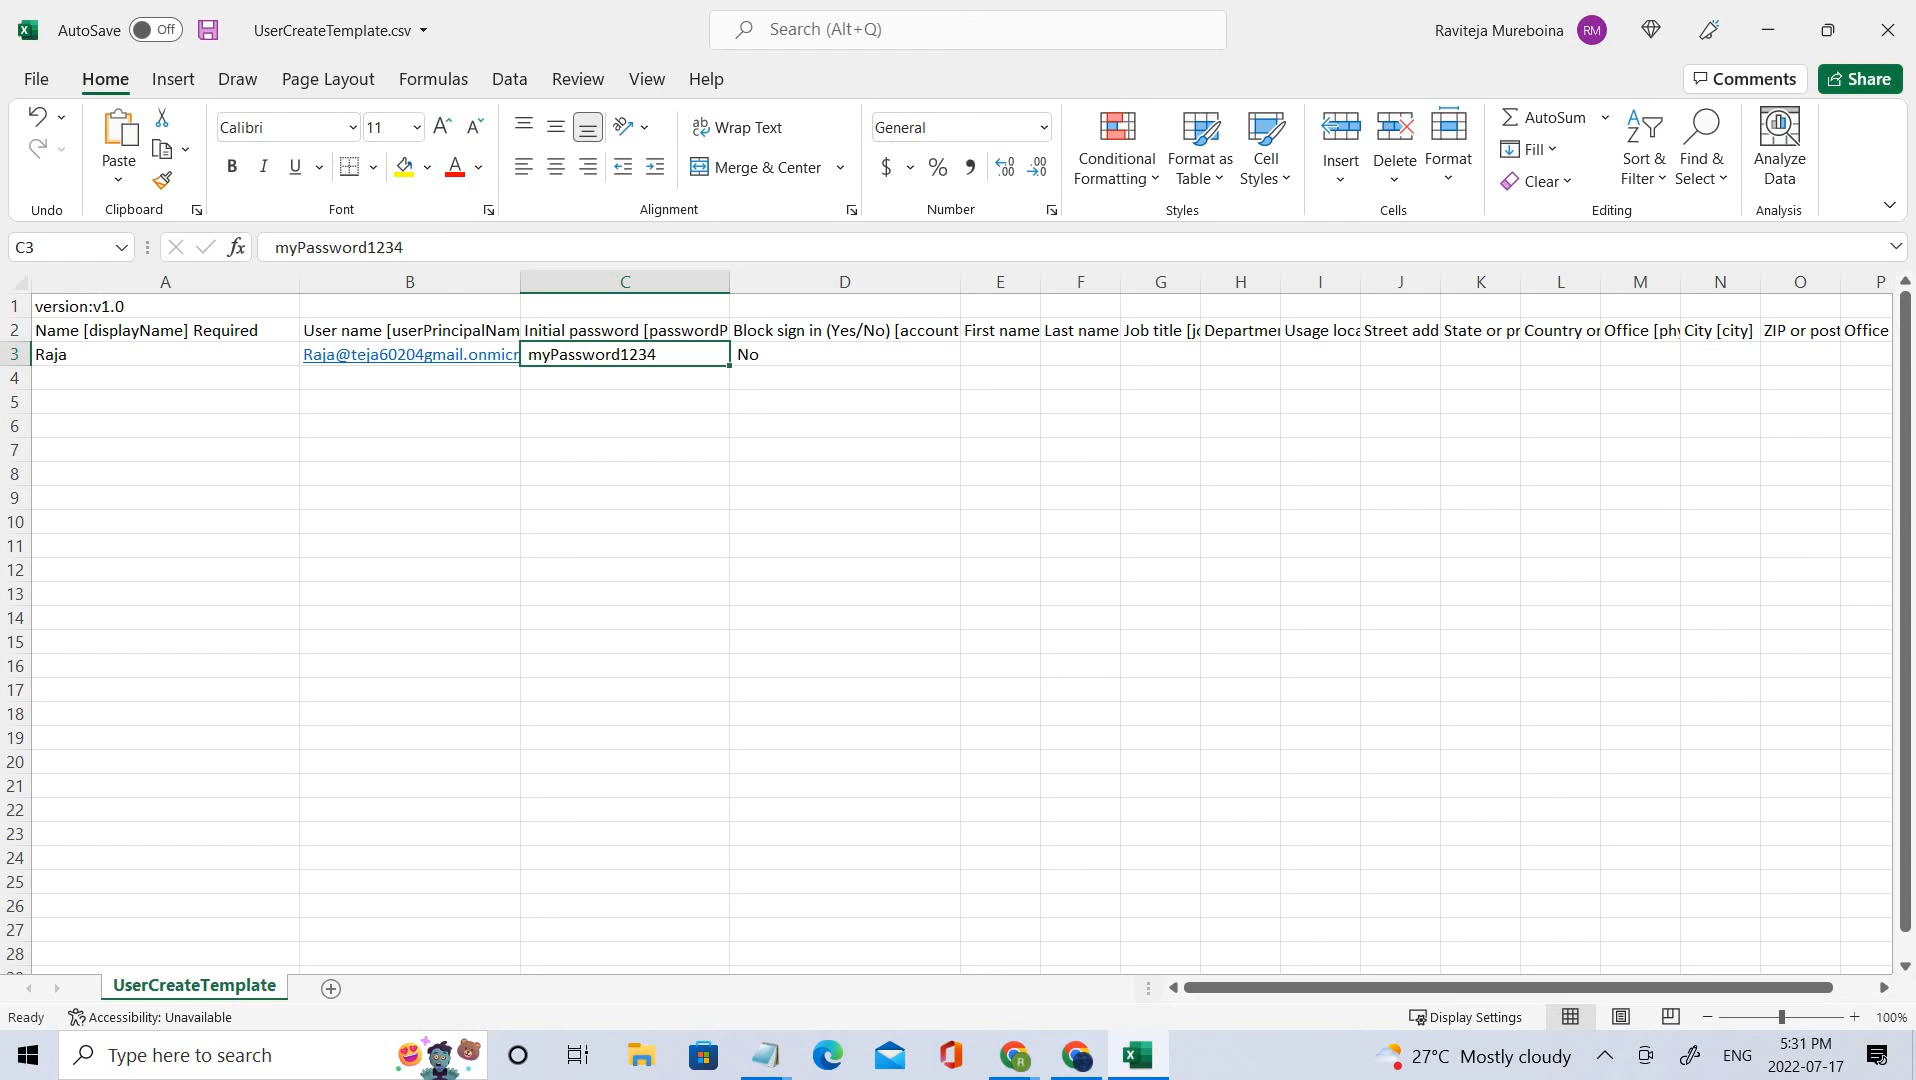 AutoSave Off UserCreateTemplate.csv Search (Alt+Q) Raviteja Mureboina RM
File Home Insert Draw Page Layout Formulas Data Review View Help Comments Share
Calibri 11 Wrap Text General AutoSum
Paste B I U Merge & Center $ % Conditional Formatting Format as Table Cell Styles Insert Delete Format Fill Clear Sort & Filter Find & Select Analyze Data
Undo Clipboard Font Alignment Number Styles Cells Editing Analysis
C3 fx myPassword1234
A B C D E F G H I J K L M N O P
1 version:v1.0
2 Name [displayName] Required User name [userPrincipalNam Initial password [passwordP Block sign in (Yes/No) [account First name Last name Job title [jo Departmen Usage loca Street add State or pr Country or Office [phy City [city] ZIP or post Office
3 Raja Raja@teja60204gmail.onmicr myPassword1234 No
4
5
6
7
8
9
10
11
12
13
14
15
16
17
18
19
20
21
22
23
24
25
26
27
28
UserCreateTemplate
Ready Accessibility: Unavailable Display Settings 100%
Type here to search 27°C Mostly cloudy ENG 5:31 PM
2022-07-17